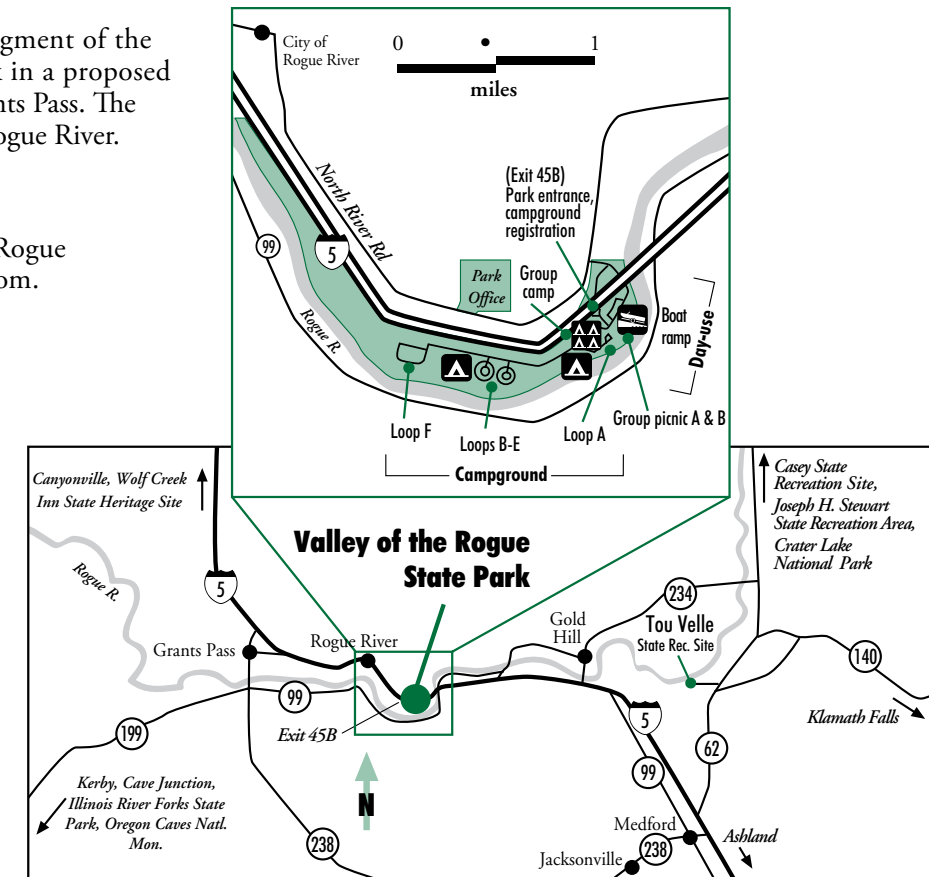 gment of the
in a proposed
nts Pass. The
ogue River.
Rogue
om.
City of
Rogue River
0 1
miles
North River Rd
(Exit 45B)
Park entrance,
campground
registration
99
5
Park
Office
Group
camp
Rogue R.
Boat
ramp
Day-use
Loop F
Loops B-E
Loop A
Group picnic A & B
Campground
Canyonville, Wolf Creek
Inn State Heritage Site
Casey State
Recreation Site,
Joseph H. Stewart
State Recreation Area,
Crater Lake
National Park
Valley of the Rogue
State Park
Rogue R.
5
234
Gold
Hill
Tou Velle
State Rec. Site
Rogue River
Grants Pass
140
99
Klamath Falls
Exit 45B
5
199
62
99
Kerby, Cave Junction,
Illinois River Forks State
Park, Oregon Caves Natl.
Mon.
N
238
Medford
Ashland
238
Jacksonville